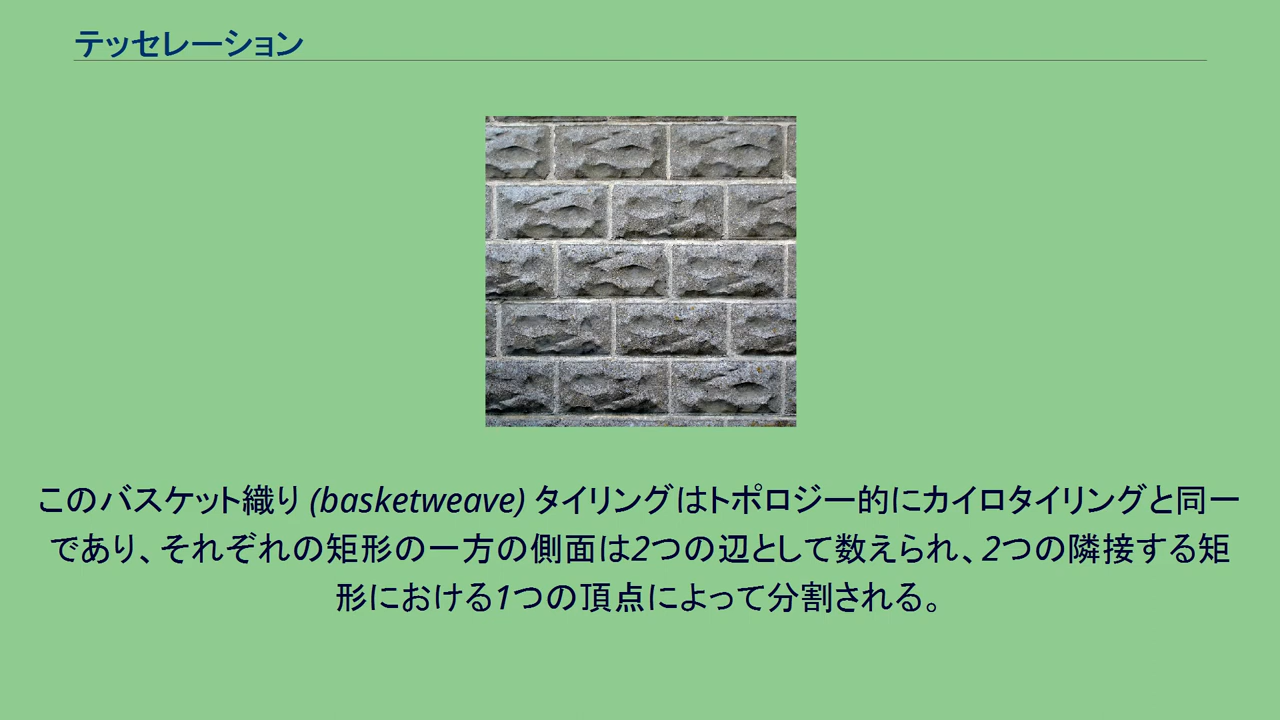 テッセレーション
このバスケット織り (basketweave) タイリングはトポロジー的にカイロタイリングと同一
であり、それぞれの矩形の一方の側面は2つの辺として数えられ、2つの隣接する矩
形における1つの頂点によって分割される。